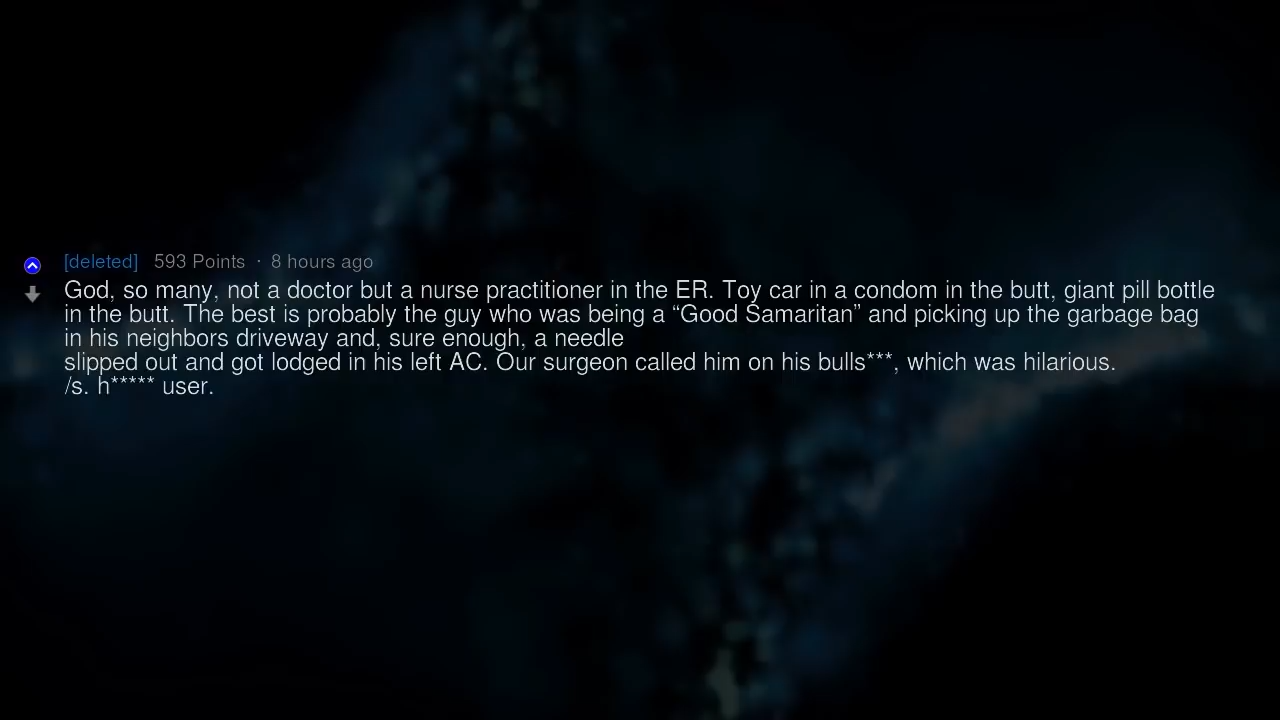 [deleted] 593 Points · 8 hours ago
God, so many, not a doctor but a nurse practitioner in the ER. Toy car in a condom in the butt, giant pill bottle
in the butt. The best is probably the guy who was being a “Good Samaritan” and picking up the garbage bag
in his neighbors driveway and, sure enough, a needle
slipped out and got lodged in his left AC. Our surgeon called him on his bulls***, which was hilarious.
/s. h***** user.